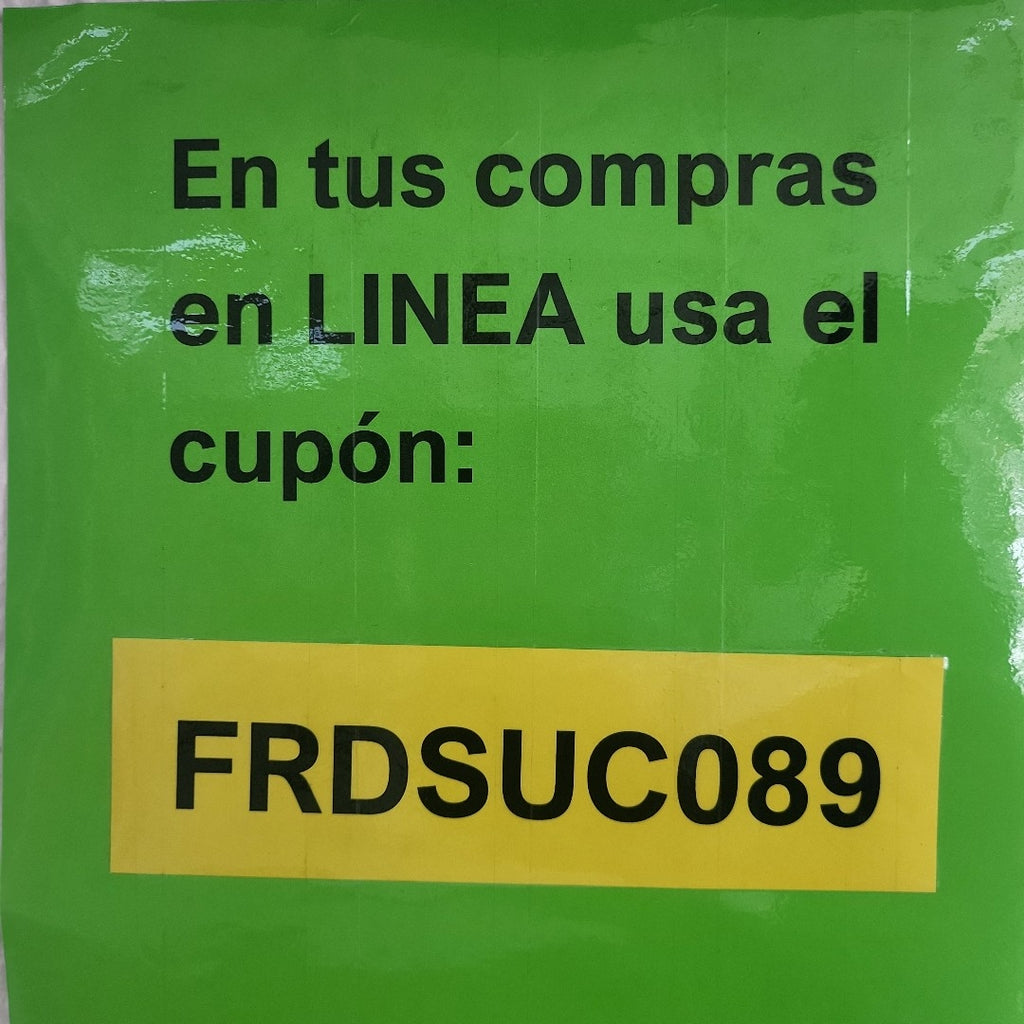 En tus compras
en LINEA usa el
cupón:
FRDSUC089